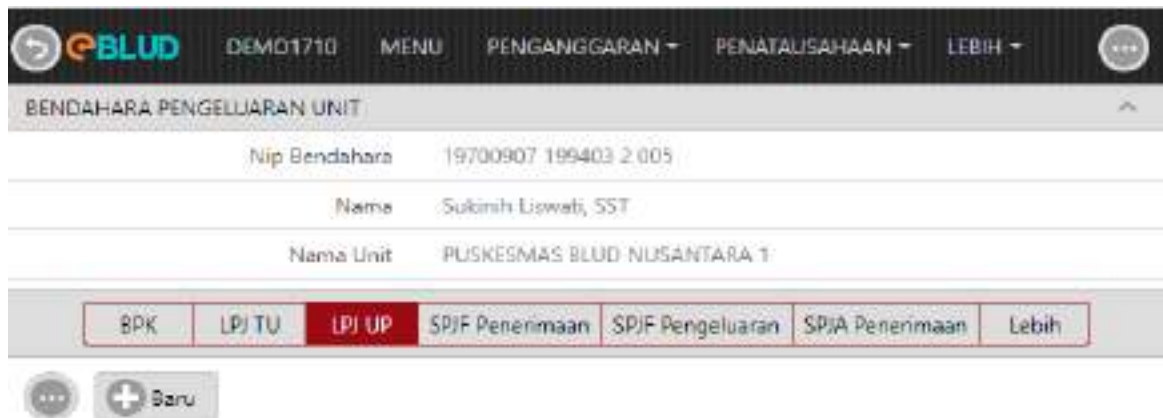 eBLUD DEMO1710 MENU PENGANGGARAN PENATAUSAHAAN LEBIH
BENDAHARA PENGELUARAN UNIT
Nip Bendahara 19700907 199403 2 005
Nama Sukinih Liswati, SST
Nama Unit PUSKESMAS BLUD NUSANTARA 1
BPK LPJ TU LPJ UP SPJF Penerimaan SPJF Pengeluaran SPJA Penerimaan Lebih
Baru